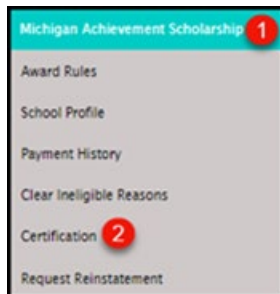 Michigan Achievement Scholarship 1
Award Rules
School Profile
Payment History
Clear Ineligible Reasons
Certification 2
Request Reinstatement